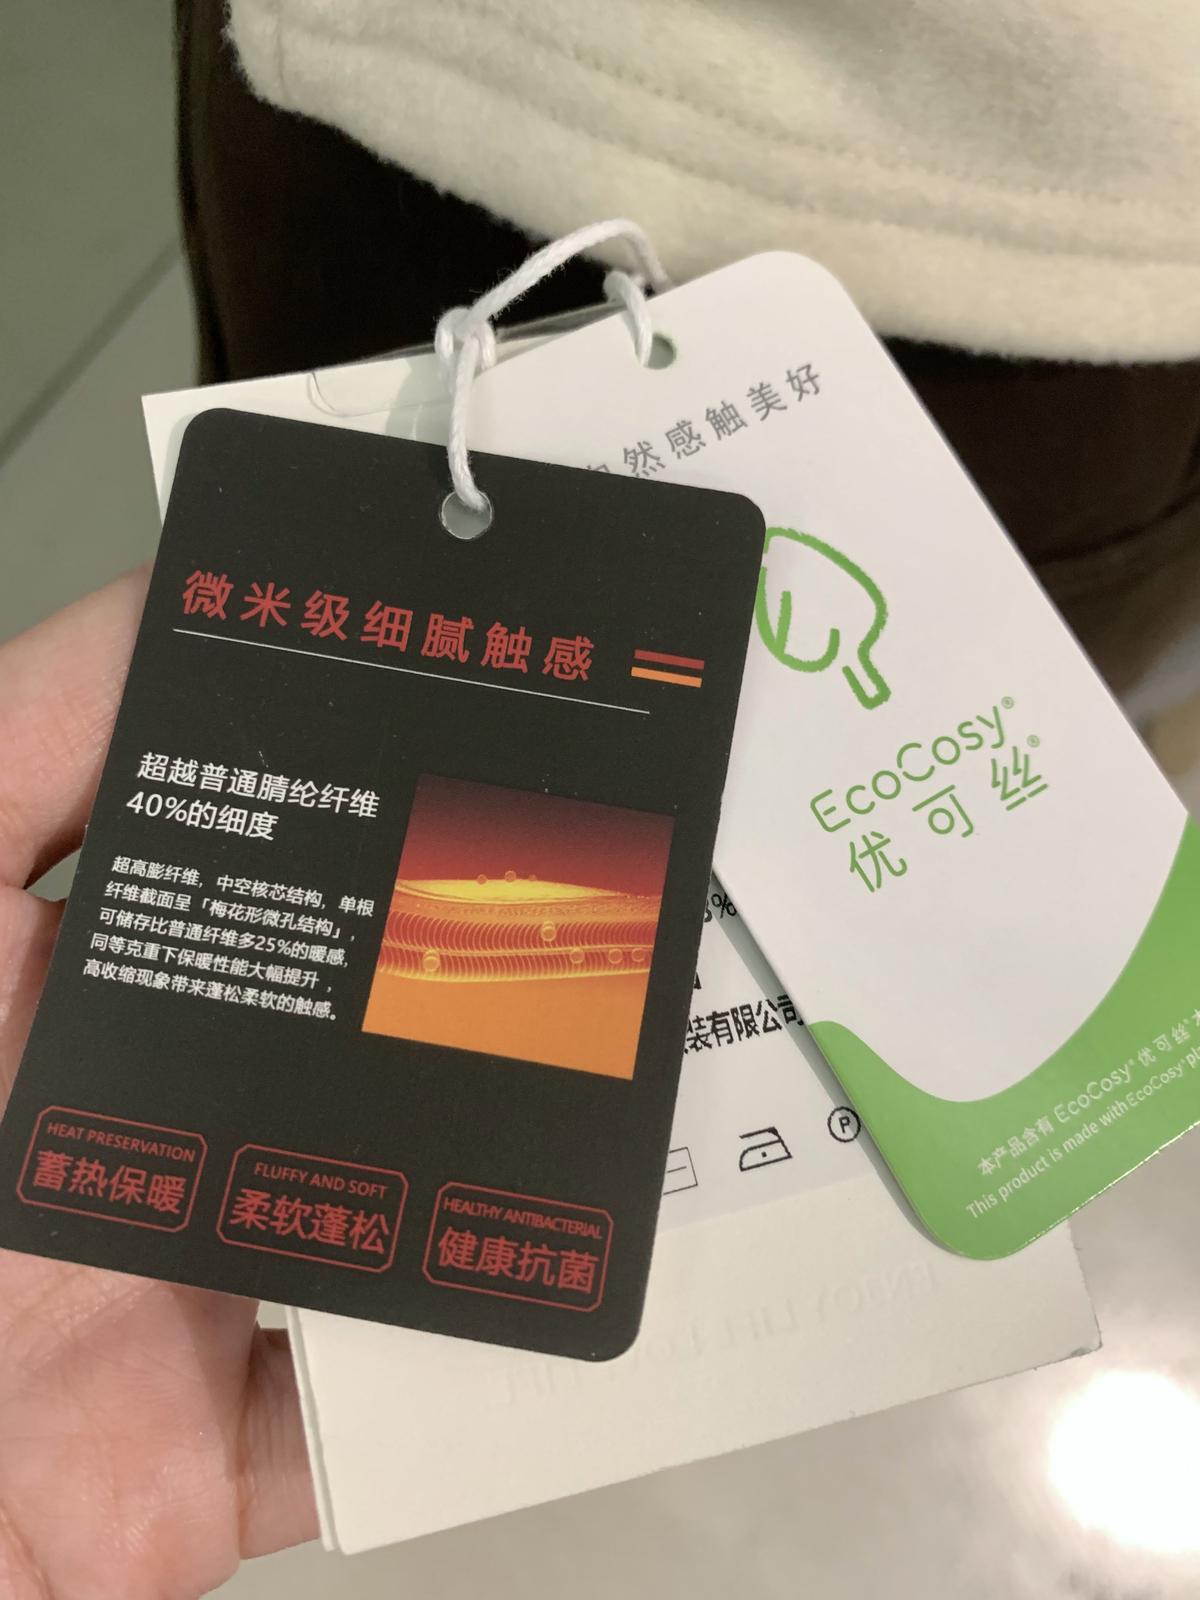 微米级细腻触感
超越普通腈纶纤维
40%的细度
超高膨纤维，中空核芯结构，单根
纤维截面呈「梅花形微孔结构」，
可储存比普通纤维多25%的暖感，
同等克重下保暖性能大幅提升，
高收缩现象带来蓬松柔软的触感。
HEAT PRESERVATION
蓄热保暖
FLUFFY AND SOFT
柔软蓬松
HEALTHY ANTIBACTERIAL
健康抗菌
然感触美好
EcoCosy®
优可丝®
%
装有限公司
P
本产品含有 EcoCosy®优可丝®
This product is made with EcoCosy®
ENJOY LIFE